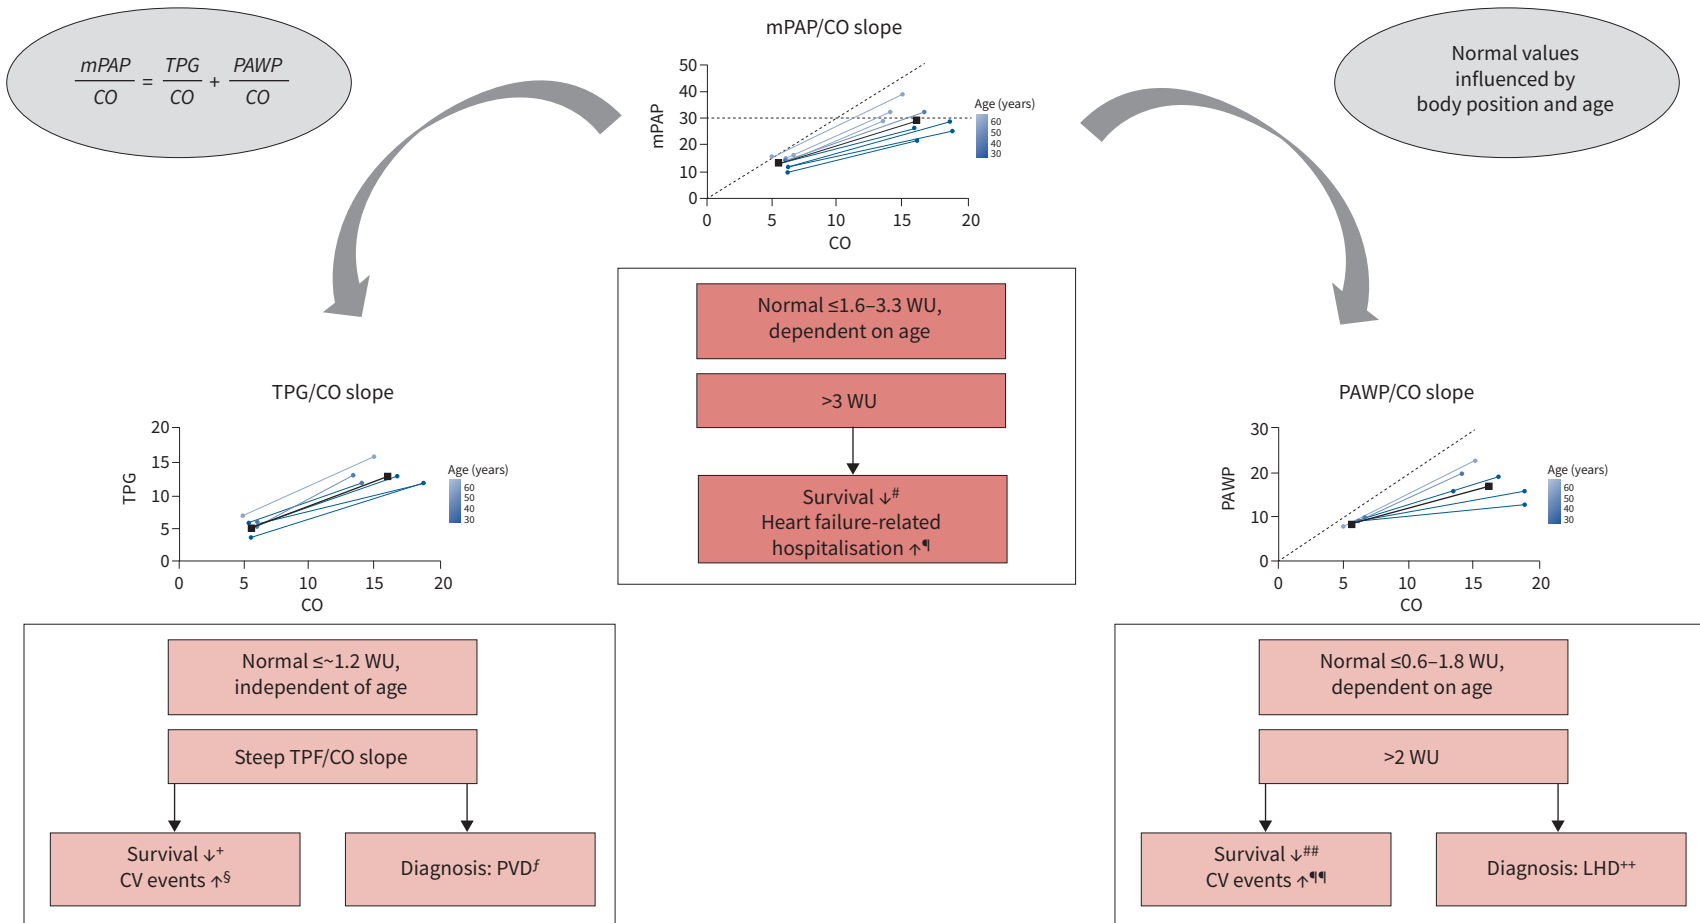 mPAP/CO slope
mPAP
CO
=
TPG
CO
+
PAWP
CO
Normal values
influenced by
body position and age
50
40
30
20
10
0
mPAP
0
5
10
15
20
CO
Age (years)
60
50
40
30
Normal ≤1.6–3.3 WU,
dependent on age
>3 WU
Survival ↓#
Heart failure-related
hospitalisation ↑¶
TPG/CO slope
20
15
10
5
0
TPG
0
5
10
15
20
CO
Age (years)
60
50
40
30
Normal ≤~1.2 WU,
independent of age
Steep TPF/CO slope
Survival ↓+
CV events ↑§
Diagnosis: PVDƒ
PAWP/CO slope
30
20
10
0
PAWP
0
5
10
15
20
CO
Age (years)
60
50
40
30
Normal ≤0.6–1.8 WU,
dependent on age
>2 WU
Survival ↓##
CV events ↑¶¶
Diagnosis: LHD++